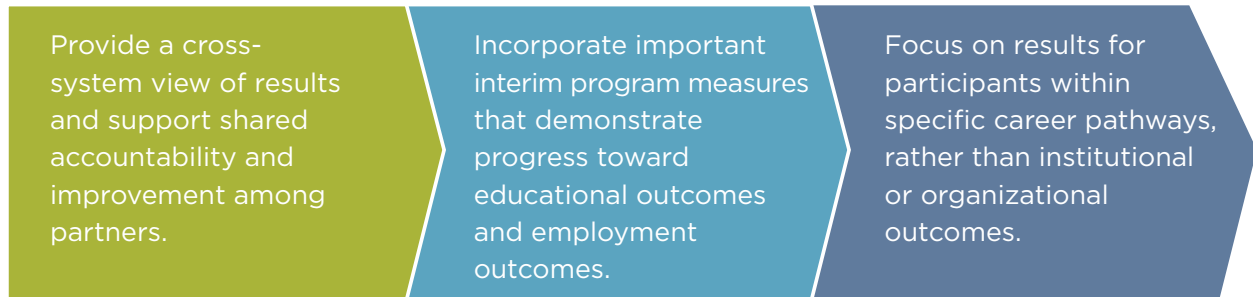 Provide a cross-
system view of results
and support shared
accountability and
improvement among
partners.
Incorporate important
interim program measures
that demonstrate
progress toward
educational outcomes
and employment
outcomes.
Focus on results for
participants within
specific career pathways,
rather than institutional
or organizational
outcomes.